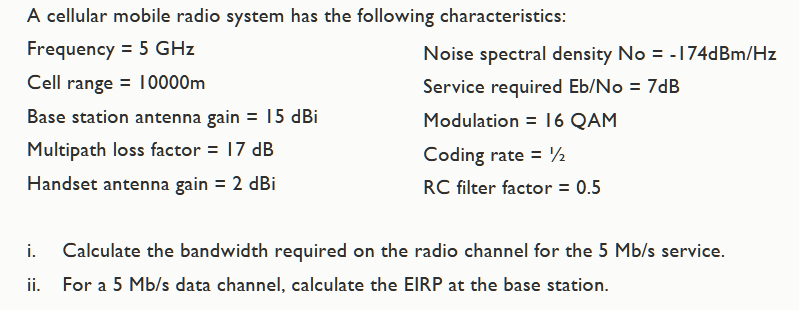 A cellular mobile radio system has the following characteristics:
Frequency = 5 GHz
Cell range = 10000m
Base station antenna gain = 15 dBi
Multipath loss factor = 17 dB
Handset antenna gain = 2 dBi
Noise spectral density No = -174dBm/Hz
Service required Eb/No = 7dB
Modulation = 16 QAM
Coding rate = ½
RC filter factor = 0.5
i. Calculate the bandwidth required on the radio channel for the 5 Mb/s service.
ii. For a 5 Mb/s data channel, calculate the EIRP at the base station.